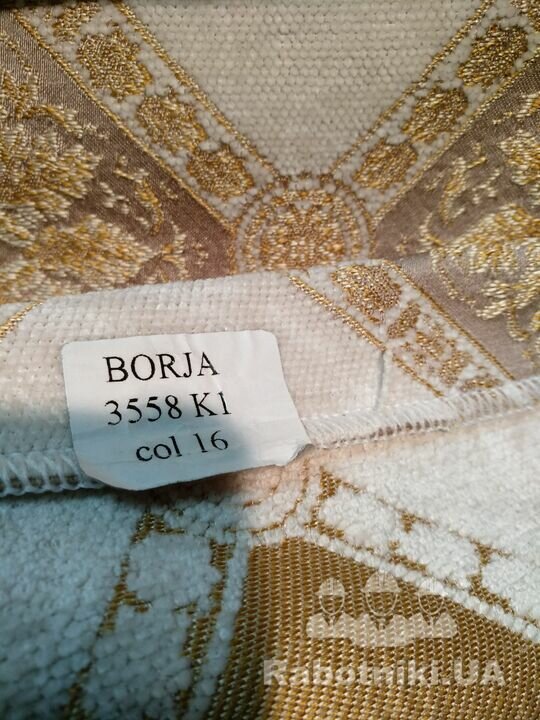 BORJA
3558 K1
col 16
Rabotniki.UA